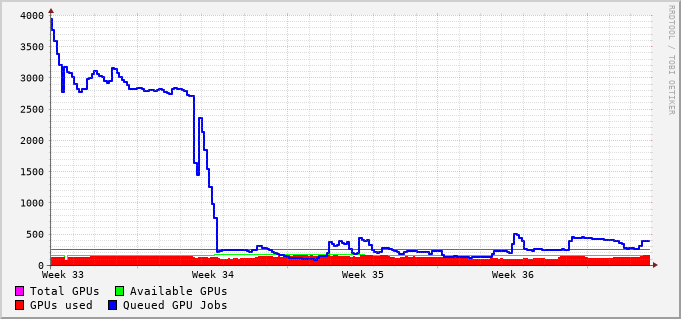 4000
3500
3000
2500
2000
1500
1000
500
0
Week 33 Week 34 Week 35 Week 36
Total GPUs Available GPUs
GPUs used Queued GPU Jobs
RRDTOOL / TOBI OETIKER